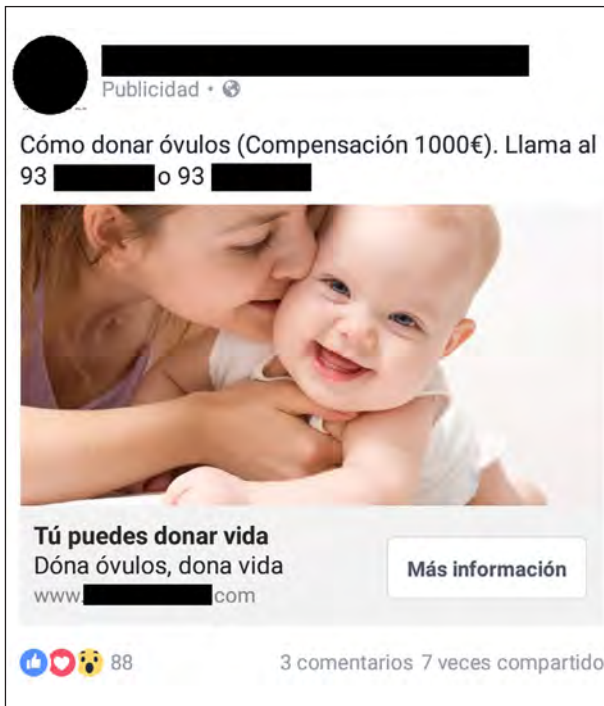 Publicidad •
Cómo donar óvulos (Compensación 1000€). Llama al
93 o 93
Tú puedes donar vida
Dóna óvulos, dona vida
www. com
Más información
88
3 comentarios 7 veces compartido